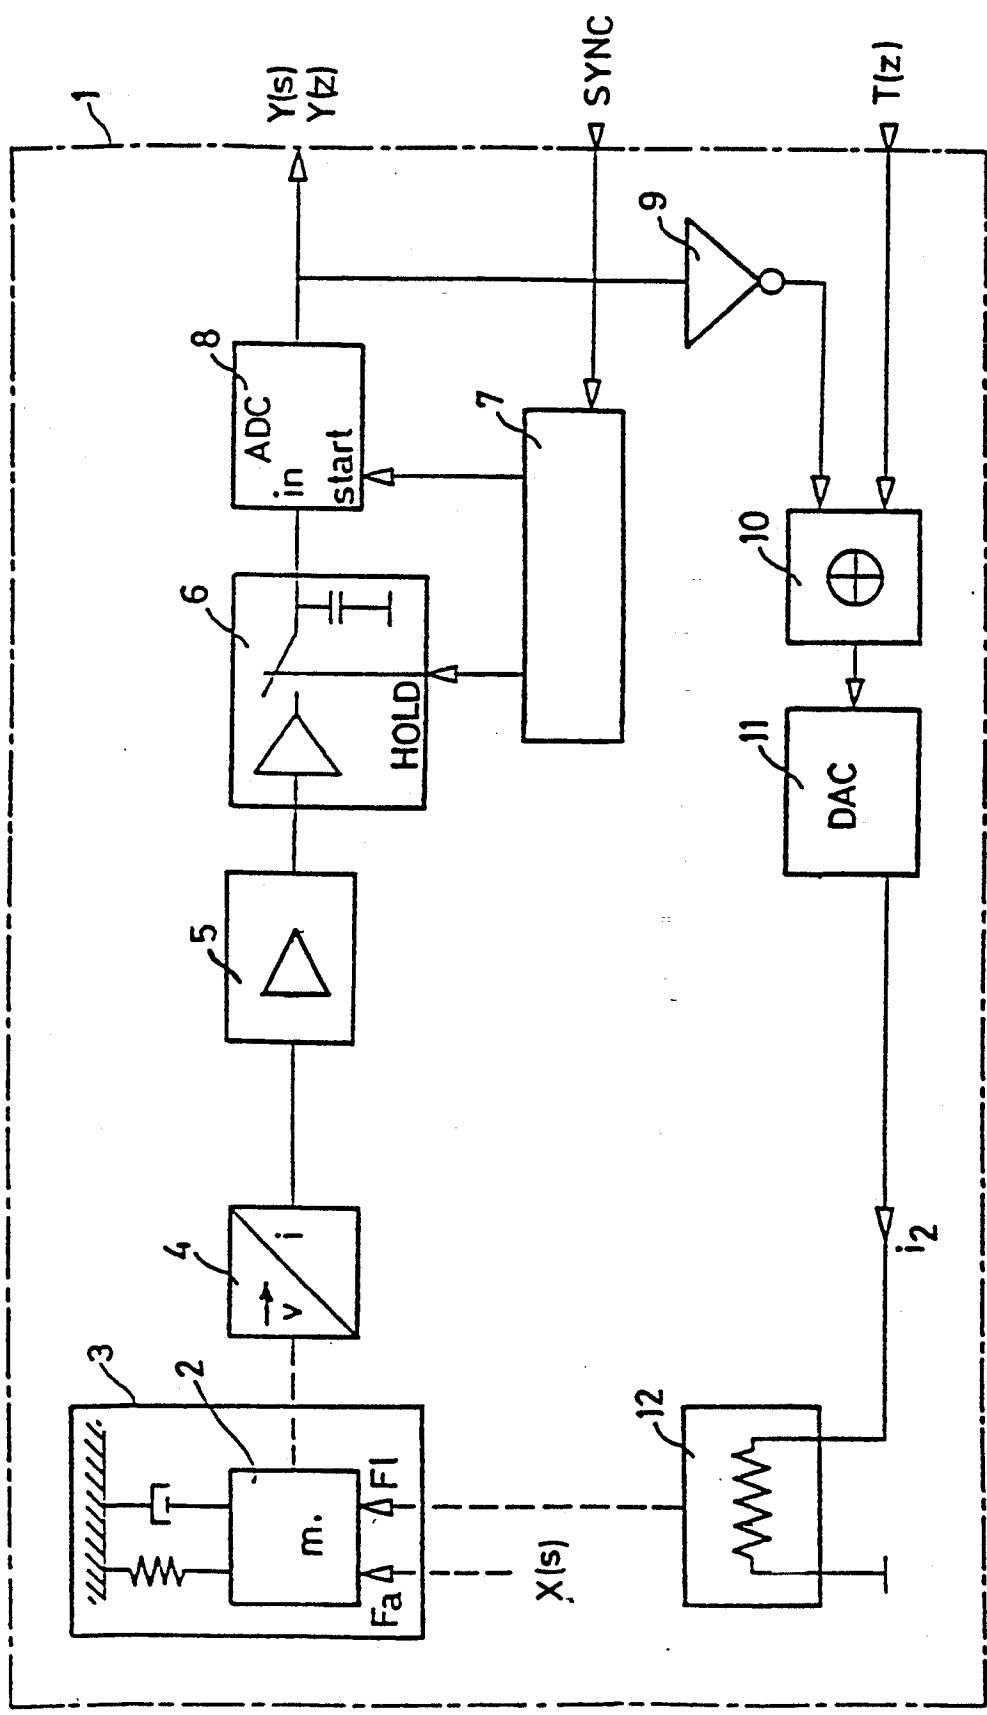 1
Y(s)
Y(z)
SYNC
T(z)
3
2
m.
Fa
Fl
X(s)
4
v
i
5
6
HOLD
8
ADC
in
start
7
9
10
11
DAC
12
i2